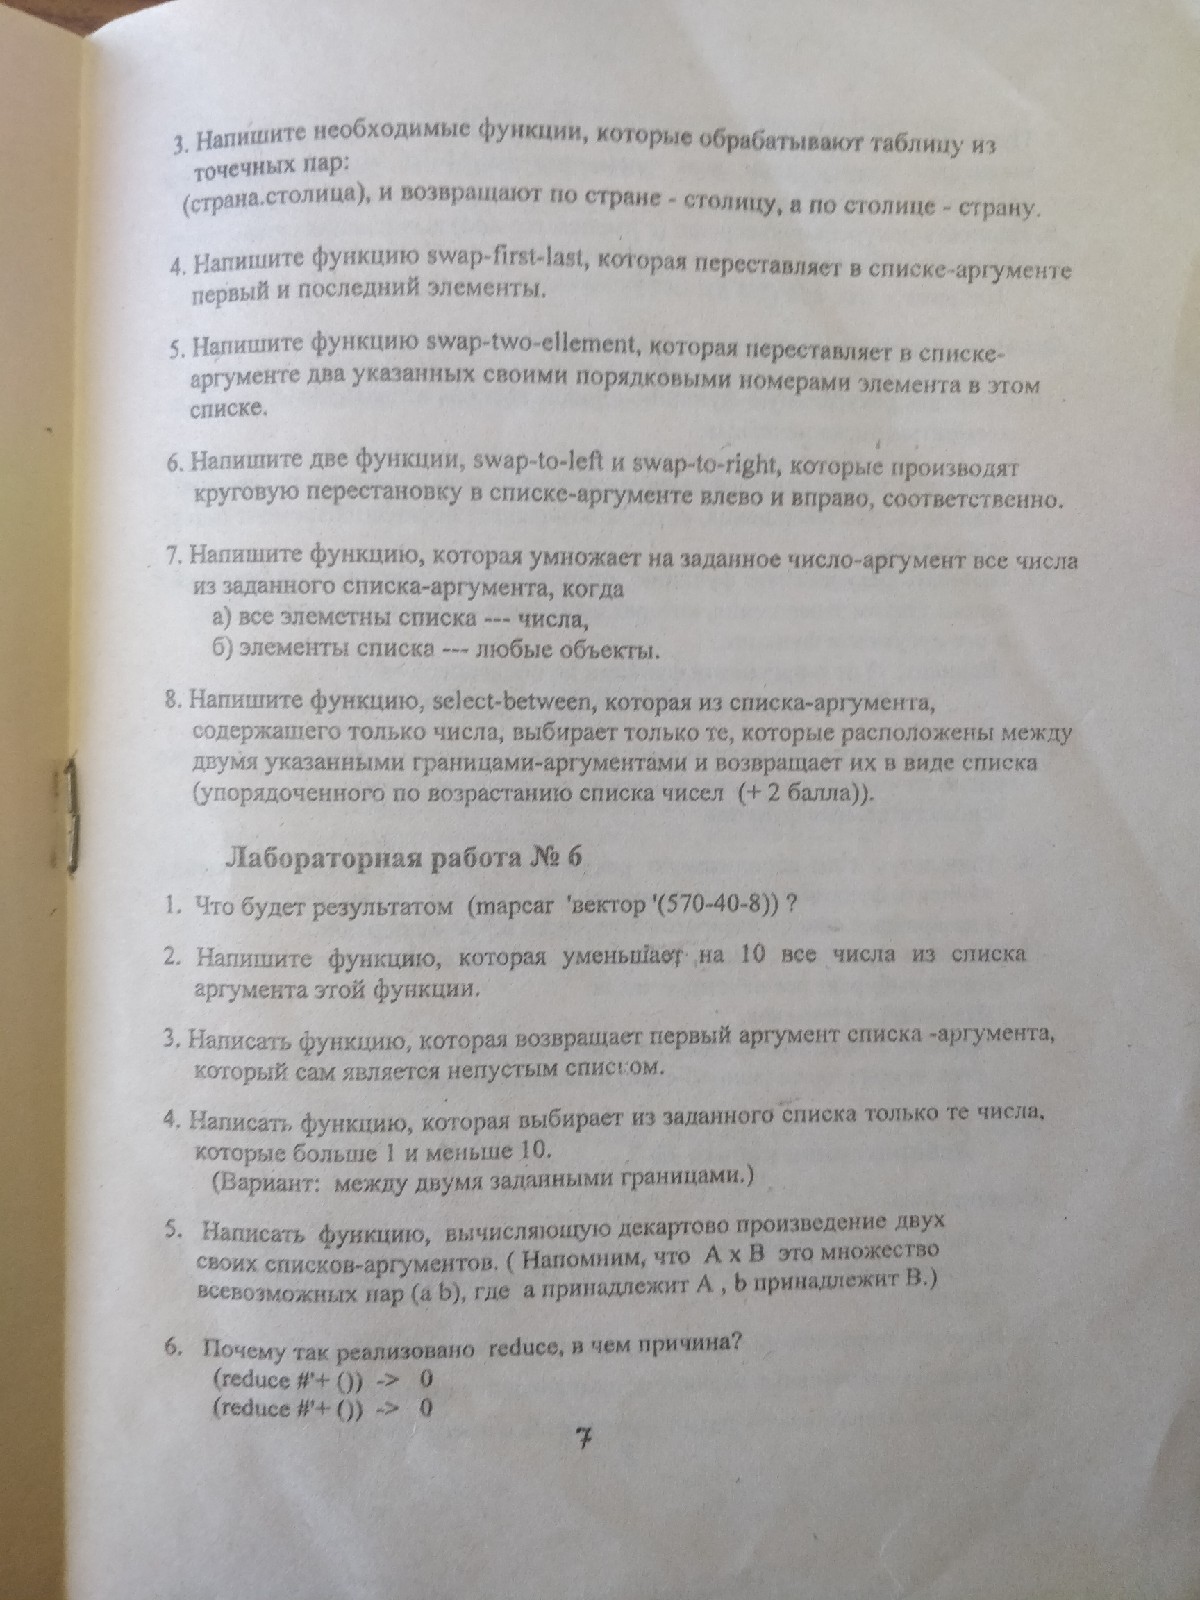 3. Напишите необходимые функции, которые обрабатывают таблицу из
точечных пар:
(страна.столица), и возвращают по стране - столицу, а по столице - страну.
4. Напишите функцию swap-first-last, которая переставляет в списке-аргументе
первый и последний элементы.
5. Напишите функцию swap-two-ellement, которая переставляет в списке-
аргументе два указанных своими порядковыми номерами элемента в этом
списке.
6. Напишите две функции, swap-to-left и swap-to-right, которые производят
круговую перестановку в списке-аргументе влево и вправо, соответственно.
7. Напишите функцию, которая умножает на заданное число-аргумент все числа
из заданного списка-аргумента, когда
а) все элеметны списка --- числа,
б) элементы списка --- любые объекты.
8. Напишите функцию, select-between, которая из списка-аргумента,
содержащего только числа, выбирает только те, которые расположены между
двумя указанными границами-аргументами и возвращает их в виде списка
(упорядоченного по возрастанию списка чисел (+ 2 балла)).
Лабораторная работа № 6
1. Что будет результатом (mapcar 'вектор '(570-40-8)) ?
2. Напишите функцию, которая уменьшает на 10 все числа из списка
аргумента этой функции.
3. Написать функцию, которая возвращает первый аргумент списка -аргумента,
который сам является непустым списком.
4. Написать функцию, которая выбирает из заданного списка только те числа,
которые больше 1 и меньше 10.
(Вариант: между двумя заданными границами.)
5. Написать функцию, вычисляющую декартово произведение двух
своих списков-аргументов. ( Напомним, что А х В это множество
всевозможных пар (a b), где a принадлежит А , b принадлежит В.)
6. Почему так реализовано reduce, в чем причина?
(reduce #'+ ()) -> 0
(reduce #'+ ()) -> 0
7